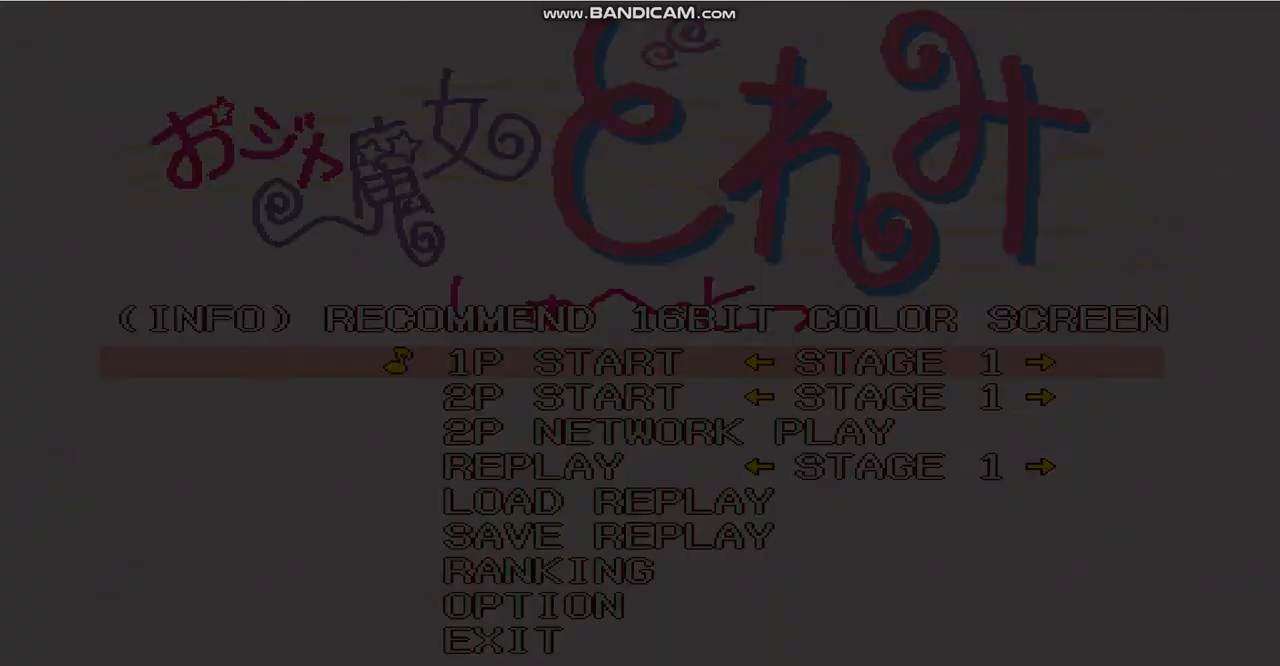 www.BANDICAM.com
おジャ魔女
どれみ
(INFO) RECOMMEND 16BIT COLOR SCREEN
1P START ← STAGE 1 →
2P START ← STAGE 1 →
2P NETWORK PLAY
REPLAY ← STAGE 1 →
LOAD REPLAY
SAVE REPLAY
RANKING
OPTION
EXIT